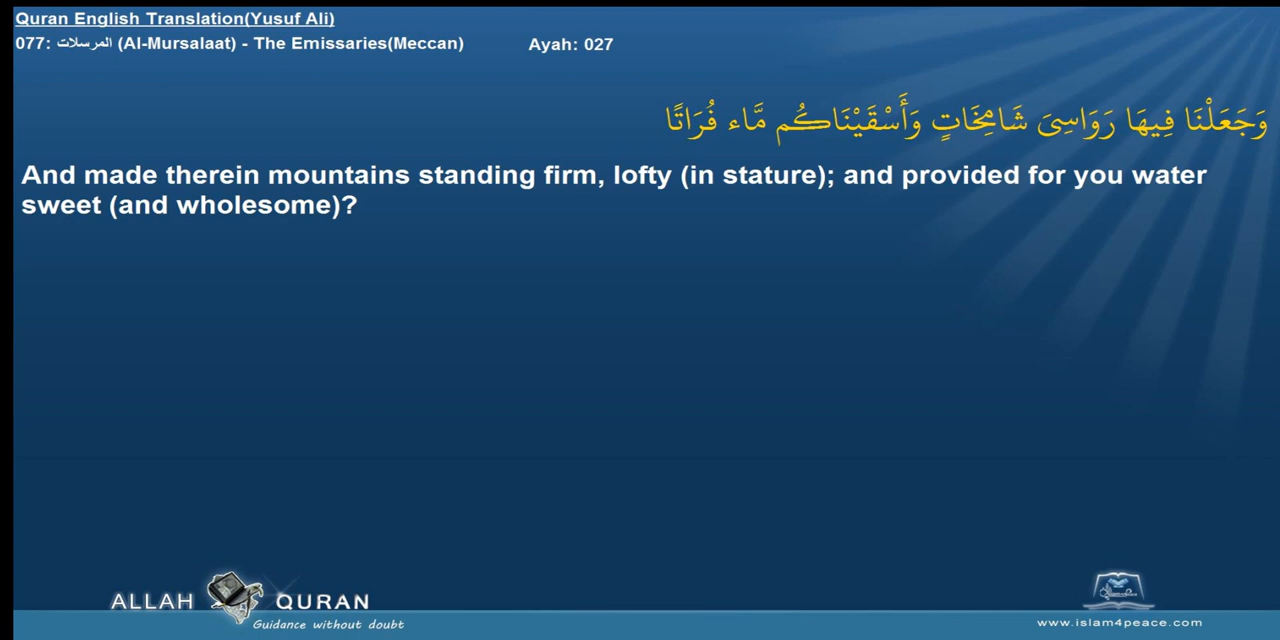 Quran English Translation(Yusuf Ali)
077: المرسلات (Al-Mursalaat) - The Emissaries(Meccan) Ayah: 027
وَجَعَلْنَا فِيهَا رَوَاسِىَ شَامِخَاتٍ وَأَسْقَيْنَاكُم مَّاء فُرَاتًا
And made therein mountains standing firm, lofty (in stature); and provided for you water
sweet (and wholesome)?
ALLAH QURAN
Guidance without doubt
www.islam4peace.com